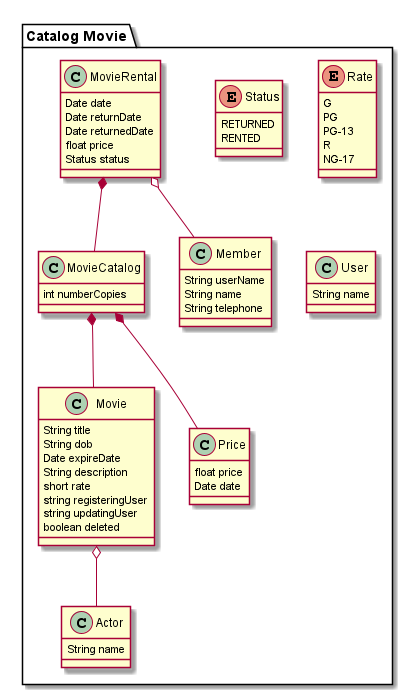 Catalog Movie
C MovieRental
Date date
Date returnDate
Date returnedDate
float price
Status status
E Status
RETURNED
RENTED
E Rate
G
PG
PG-13
R
NG-17
C MovieCatalog
int numberCopies
C Member
String userName
String name
String telephone
C User
String name
C Movie
String title
String dob
Date expireDate
String description
short rate
string registeringUser
string updatingUser
boolean deleted
C Price
float price
Date date
C Actor
String name